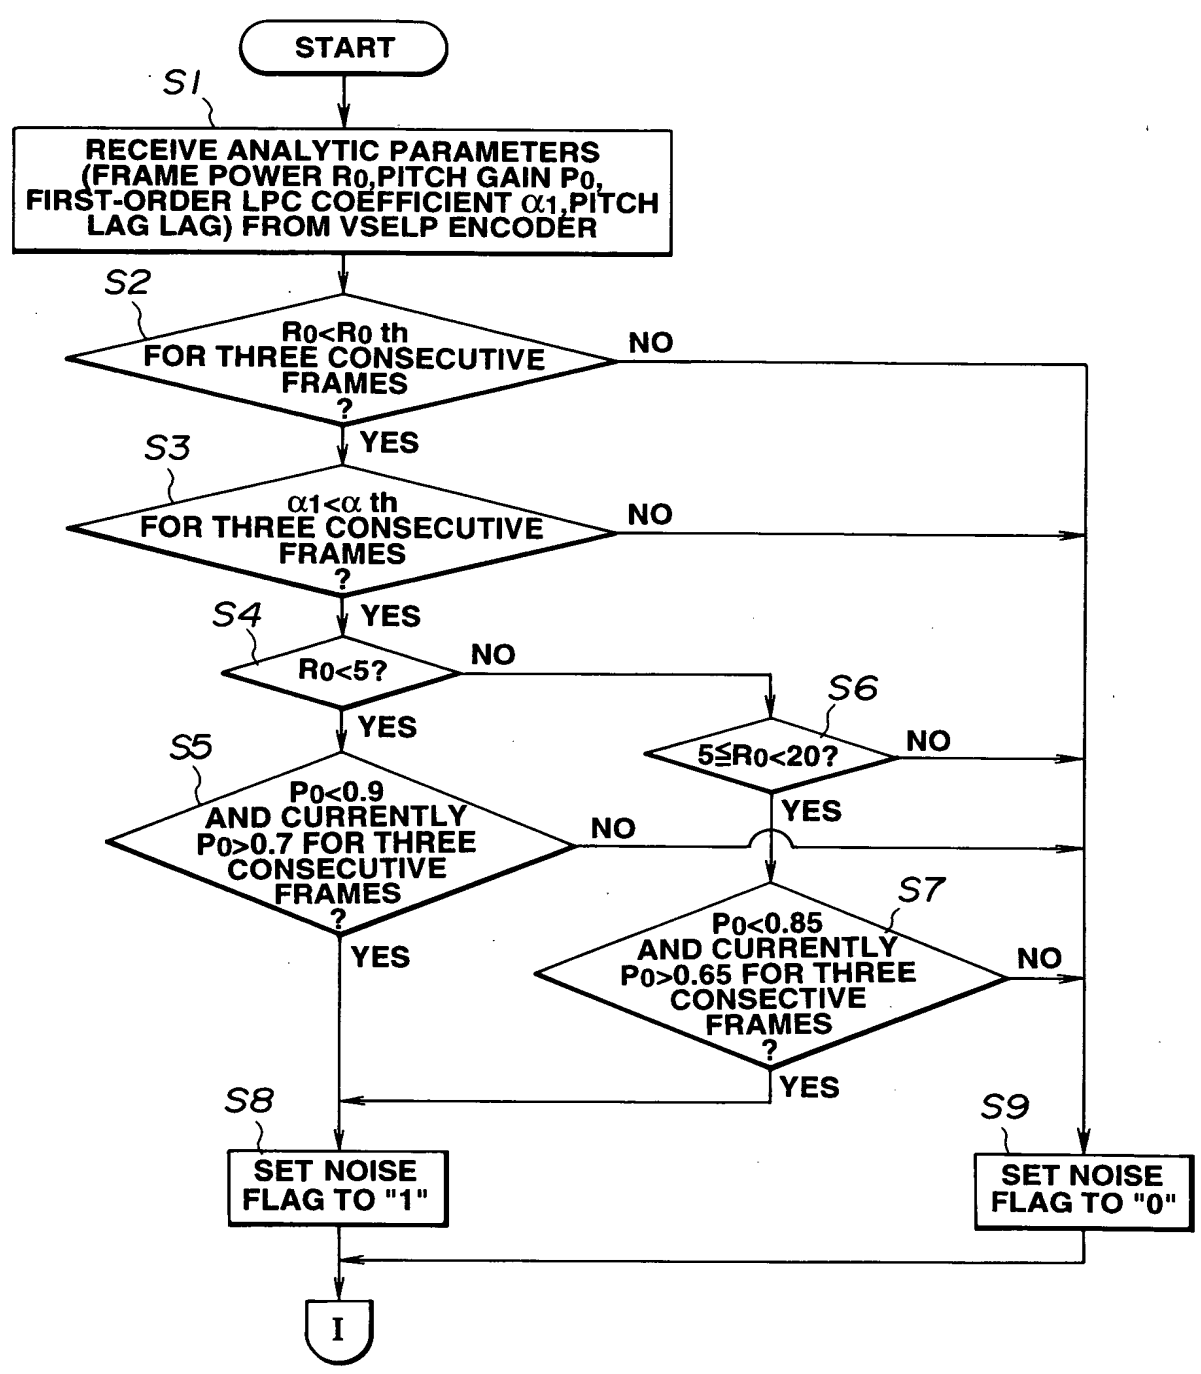 START
S1
RECEIVE ANALYTIC PARAMETERS
(FRAME POWER R0,PITCH GAIN P0,
FIRST-ORDER LPC COEFFICIENT α1,PITCH
LAG LAG) FROM VSELP ENCODER
S2
R0<R0 th
FOR THREE CONSECUTIVE
FRAMES
?
NO
YES
S3
α1<α th
FOR THREE CONSECUTIVE
FRAMES
?
NO
YES
S4
R0<5?
NO
YES
S6
5≦R0<20?
NO
YES
S5
P0<0.9
AND CURRENTLY
P0>0.7 FOR THREE
CONSECUTIVE
FRAMES
?
NO
YES
S7
P0<0.85
AND CURRENTLY
P0>0.65 FOR THREE
CONSECTIVE
FRAMES
?
NO
YES
S8
SET NOISE
FLAG TO "1"
S9
SET NOISE
FLAG TO "0"
I